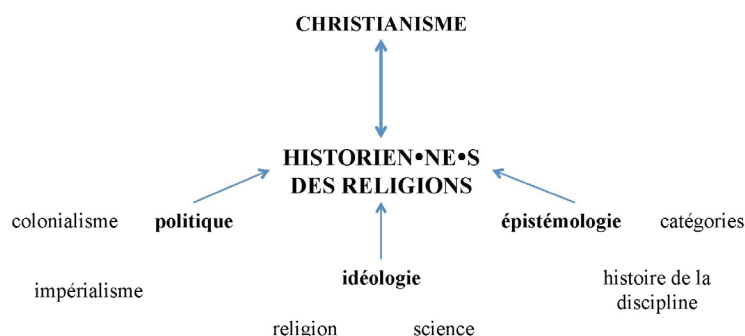 CHRISTIANISME
HISTORIEN•NE•S
DES RELIGIONS
colonialisme politique
épistémologie catégories
idéologie
impérialisme
histoire de la
discipline
religion science